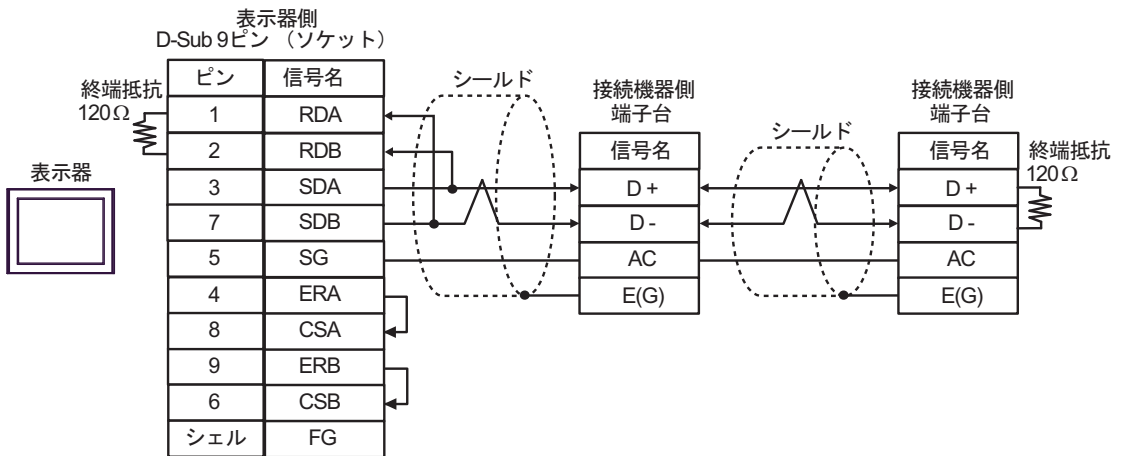 表示器側
D-Sub 9ピン （ソケット）
終端抵抗
120Ω
表示器
ピン 信号名
1 RDA
2 RDB
3 SDA
7 SDB
5 SG
4 ERA
8 CSA
9 ERB
6 CSB
シェル FG
シールド
接続機器側
端子台
信号名
D +
D -
AC
E(G)
シールド
接続機器側
端子台
信号名
D +
D -
AC
E(G)
終端抵抗
120Ω